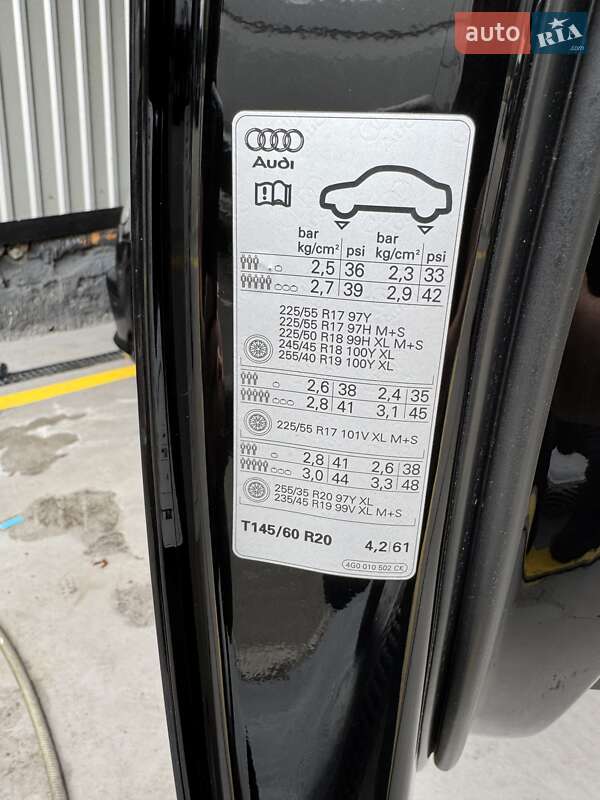 auto RIA.com
Audi
bar psi bar psi
kg/cm² kg/cm²
2,5 36 2,3 33
2,7 39 2,9 42
225/55 R17 97Y
225/55 R17 97H M+S
225/50 R18 99H XL M+S
245/45 R18 100Y XL
255/40 R19 100Y XL
2,6 38 2,4 35
2,8 41 3,1 45
225/55 R17 101V XL M+S
2,8 41 2,6 38
3,0 44 3,3 48
255/35 R20 97Y XL
235/45 R19 99V XL M+S
T145/60 R20 4,2 61
4G0 010 502 CK